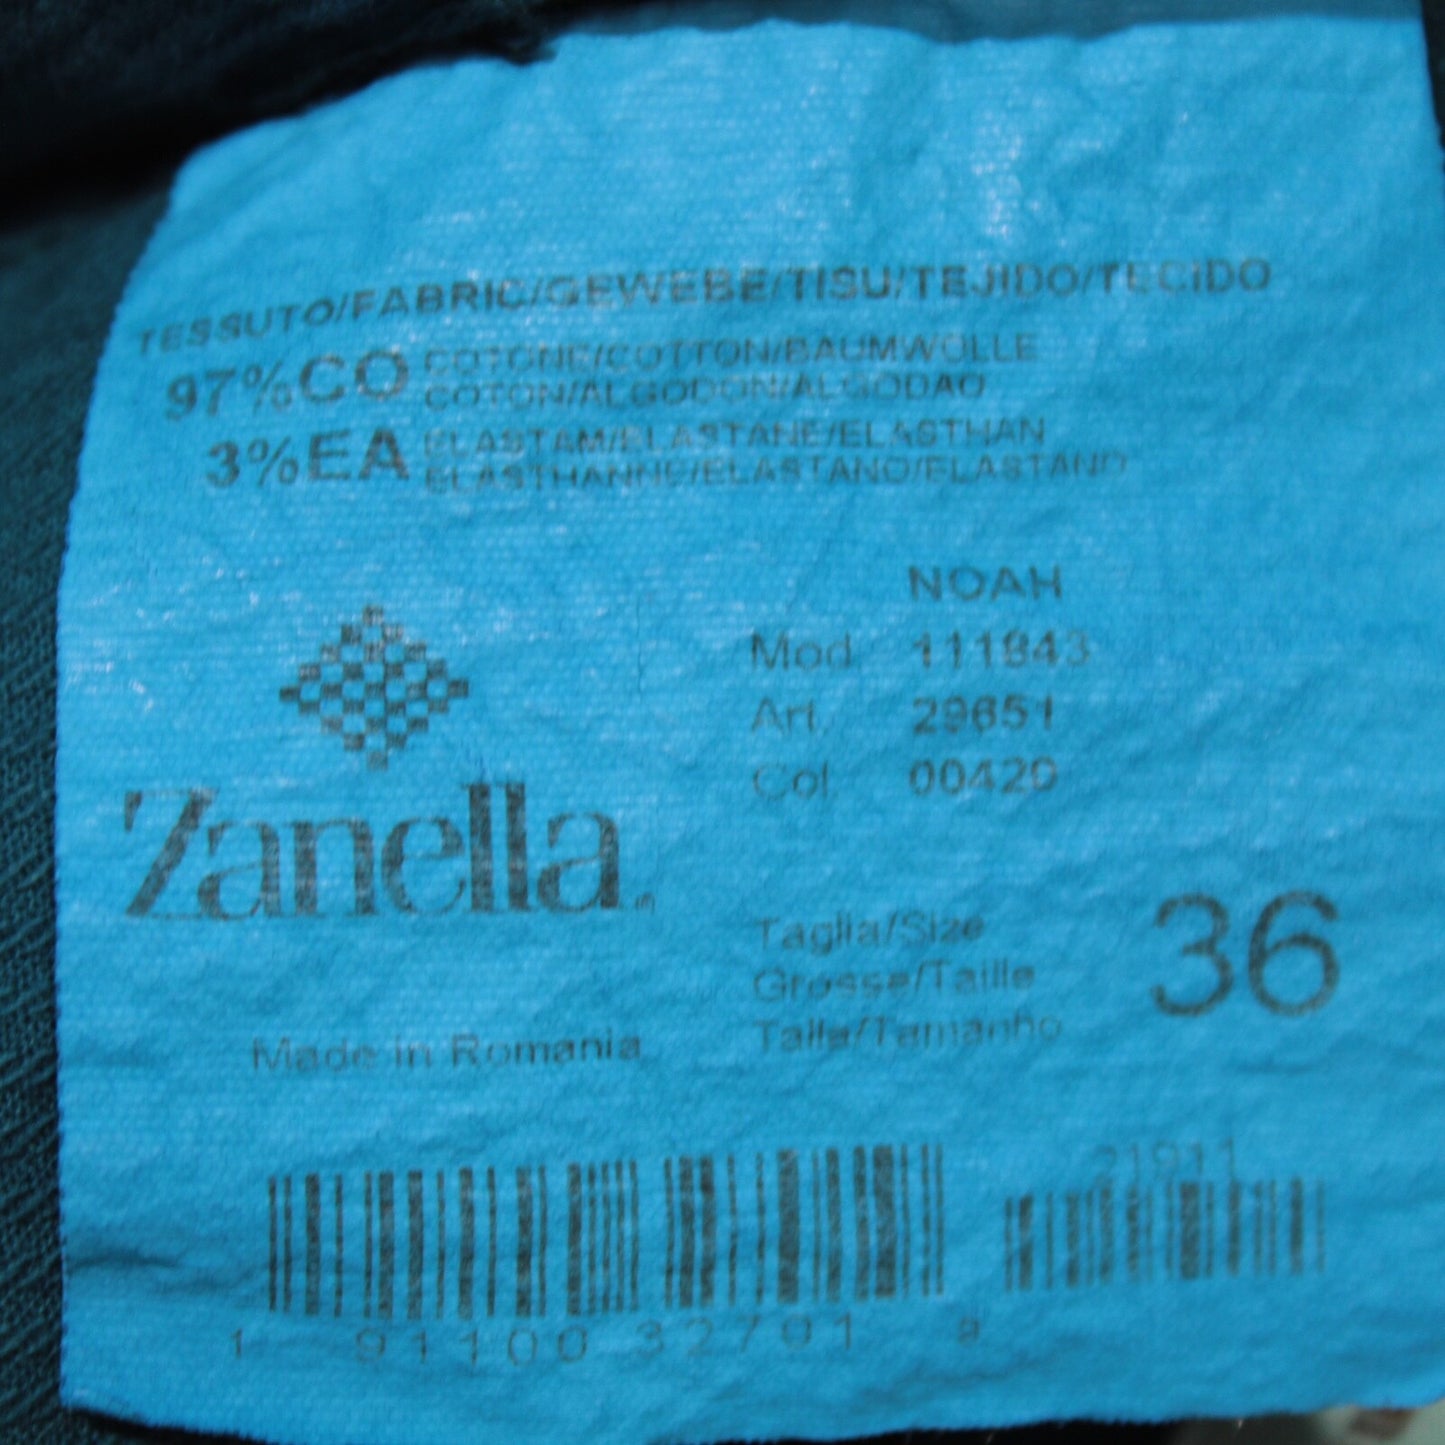 TESSUTO/FABRIC/GEWEBE/TISU/TEJIDO/TECIDO
97%CO COTONE/COTTON/BAUMWOLLE
COTON/ALGODON/ALGODAO
3%EA ELASTAM/ELASTANE/ELASTHAN
ELASTHANNE/ELASTANO/ELASTANO
NOAH
Mod. 111843
Art. 29651
Col. 00420
Zanella
Taglia/Size
Grosse/Taille
Talla/Tamanho
36
Made in Romania
21911
1 91100 32701